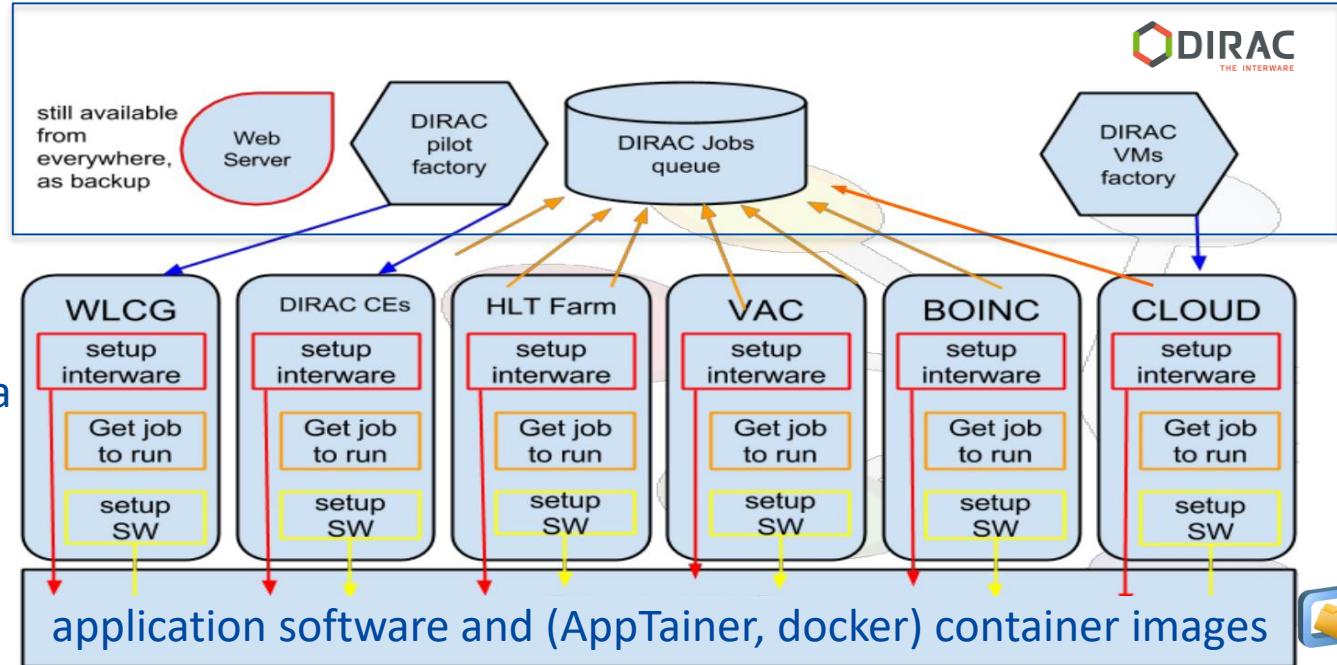 DIRAC
THE INTERWARE
still available
from
everywhere,
as backup
Web
Server
DIRAC
pilot
factory
DIRAC Jobs
queue
DIRAC
VMs
factory
WLCG
setup
interware
Get job
to run
setup
SW
DIRAC CEs
setup
interware
Get job
to run
setup
SW
HLT Farm
setup
interware
Get job
to run
setup
SW
VAC
setup
interware
Get job
to run
setup
SW
BOINC
setup
interware
Get job
to run
setup
SW
CLOUD
setup
interware
Get job
to run
setup
SW
a
application software and (AppTainer, docker) container images